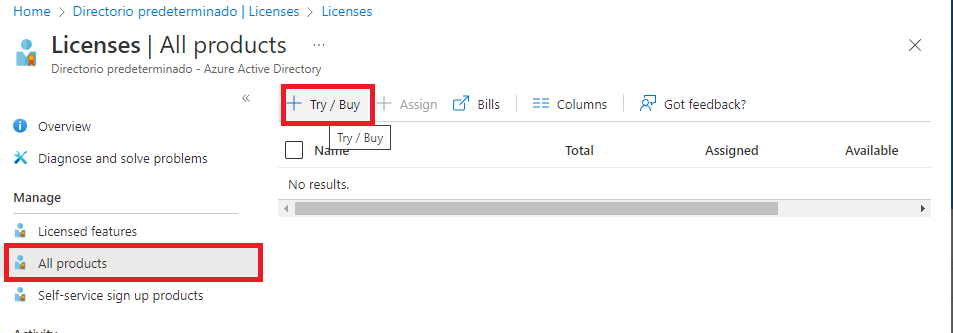 Home > Directorio predeterminado | Licenses > Licenses
Licenses | All products ...
Directorio predeterminado - Azure Active Directory
«
Try / Buy Assign Bills Columns Got feedback?
Try / Buy
Overview
Diagnose and solve problems
Name Total Assigned Available
No results.
Manage
Licensed features
All products
Self-service sign up products
Activity